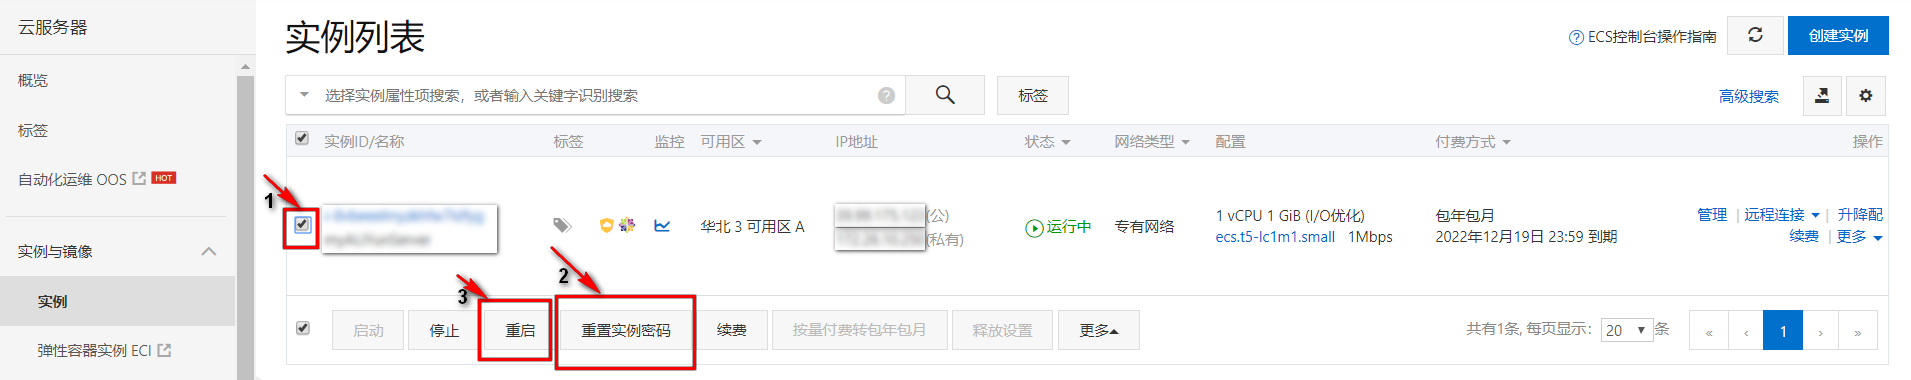 云服务器
概览
标签
自动化运维 OOS HOT
实例与镜像
实例
弹性容器实例 ECI
实例列表
ECS控制台操作指南
创建实例
选择实例属性项搜索，或者输入关键字识别搜索 ?
标签
高级搜索
实例ID/名称 标签 监控 可用区 IP地址 状态 网络类型 配置 付费方式 操作
1
华北 3 可用区 A
(公)
(私有)
运行中
专有网络
1 vCPU 1 GiB (I/O优化)
ecs.t5-lc1m1.small 1Mbps
包年包月
2022年12月19日 23:59 到期
管理 | 远程连接 | 升降配
续费 | 更多
3 2
启动 停止 重启 重置实例密码 续费 按量付费转包年包月 释放设置 更多
共有1条, 每页显示: 20 条 « ‹ 1 › »